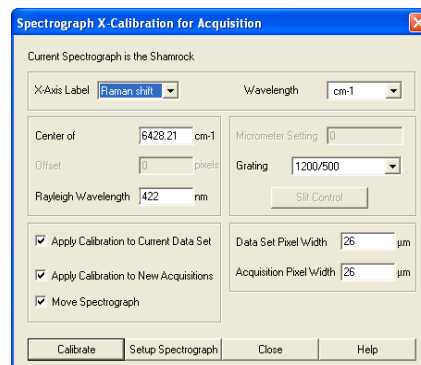 Spectrograph X-Calibration for Acquisition
Current Spectrograph is the Shamrock
X-Axis Label Raman shift Wavelength cm-1
Center of 6428.21 cm-1 Micrometer Setting 0
Offset 0 pixels Grating 1200/500
Rayleigh Wavelength 422 nm Slit Control
Apply Calibration to Current Data Set Data Set Pixel Width 26 µm
Apply Calibration to New Acquisitions Acquisition Pixel Width 26 µm
Move Spectrograph
Calibrate Setup Spectrograph Close Help